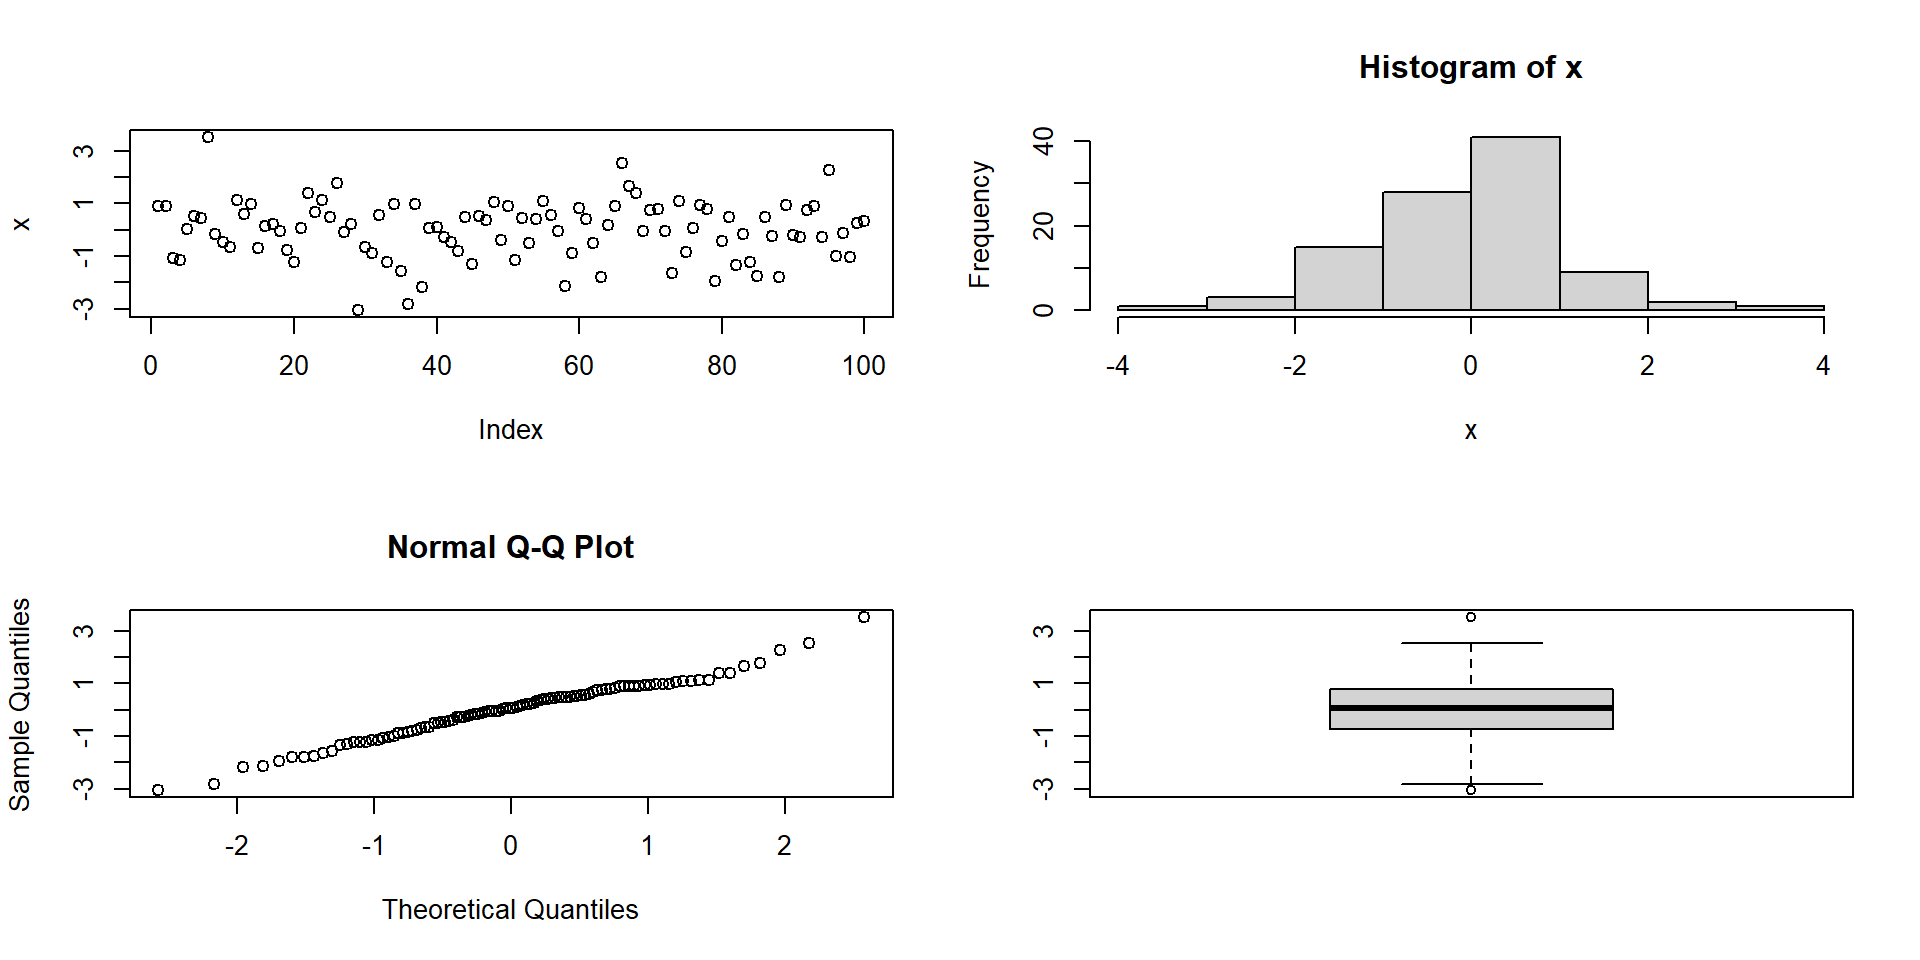 x
3
1
-1
-3
0 20 40 60 80 100
Index
Histogram of x
Frequency
40
20
0
-4 -2 0 2 4
x
Normal Q-Q Plot
Sample Quantiles
3
1
-1
-3
-2 -1 0 1 2
Theoretical Quantiles
3
1
-1
-3